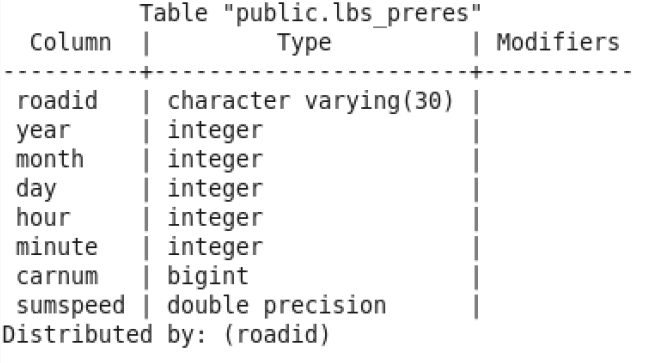 Table "public.lbs_preres"
Column | Type | Modifiers
----------+-----------------------+-----------
roadid | character varying(30) |
year | integer |
month | integer |
day | integer |
hour | integer |
minute | integer |
carnum | bigint |
sumspeed | double precision |
Distributed by: (roadid)